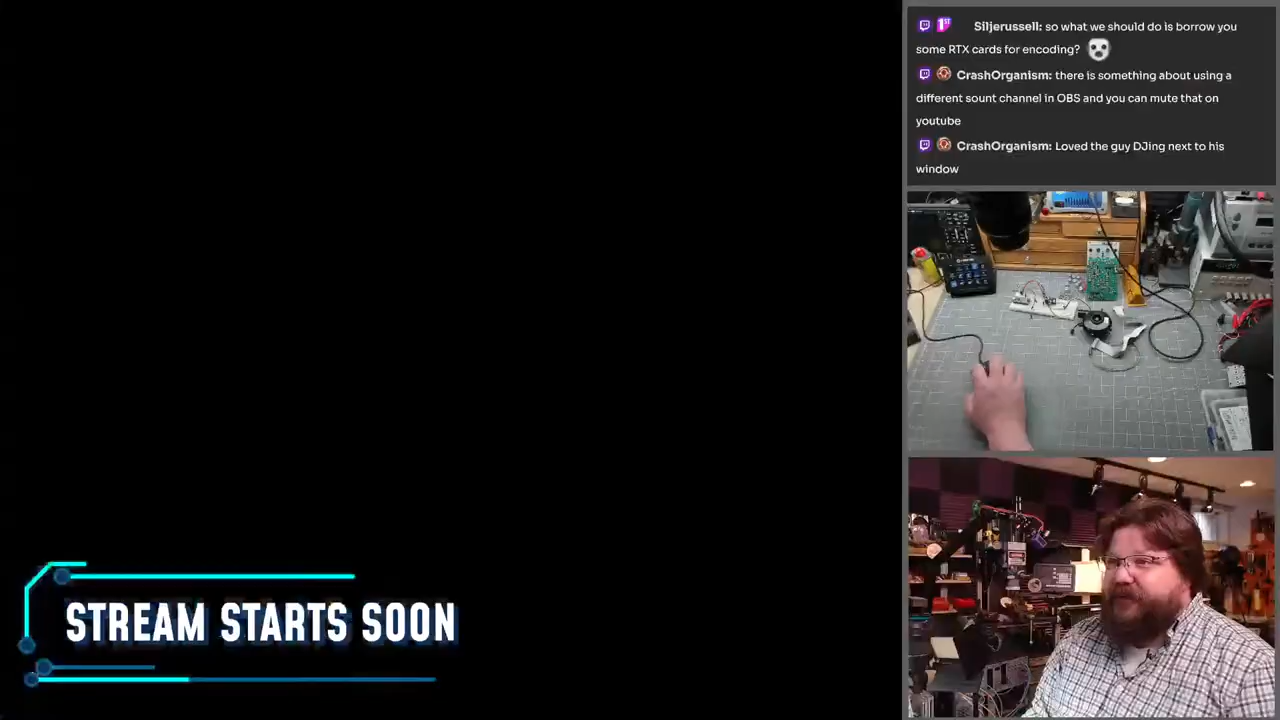 Siljerussell: so what we should do is borrow you
some RTX cards for encoding?
CrashOrganism: there is something about using a
different sount channel in OBS and you can mute that on
youtube
CrashOrganism: Loved the guy DJing next to his
window
STREAM STARTS SOON